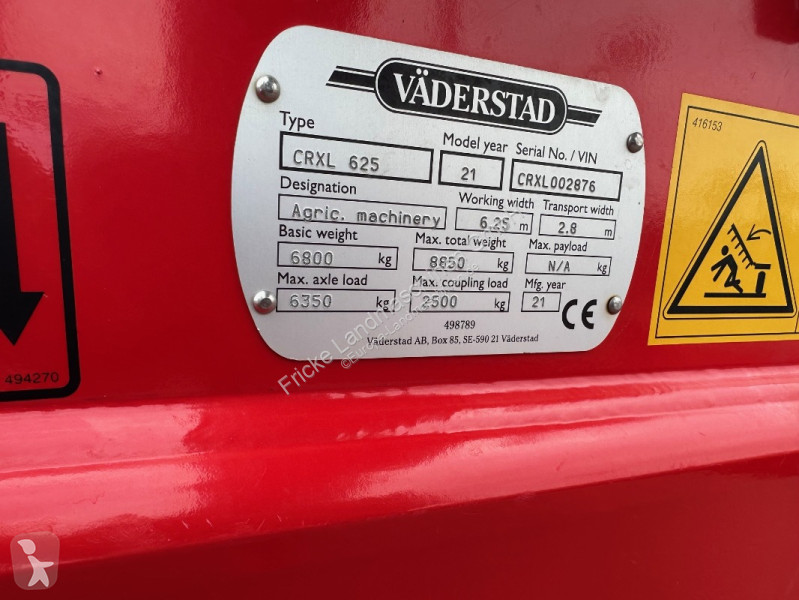 VÄDERSTAD
Type
Model year
Serial No. / VIN
CRXL 625
21
CRXL002876
Designation
Working width
Transport width
Agric. machinery
6.25 m
2.8 m
Basic weight
Max. total weight
Max. payload
6800 kg
8850 kg
N/A kg
Max. axle load
Max. coupling load
Mfg. year
6350 kg
2500 kg
21
CE
498789
Väderstad AB, Box 85, SE-590 21 Väderstad
416153
494270